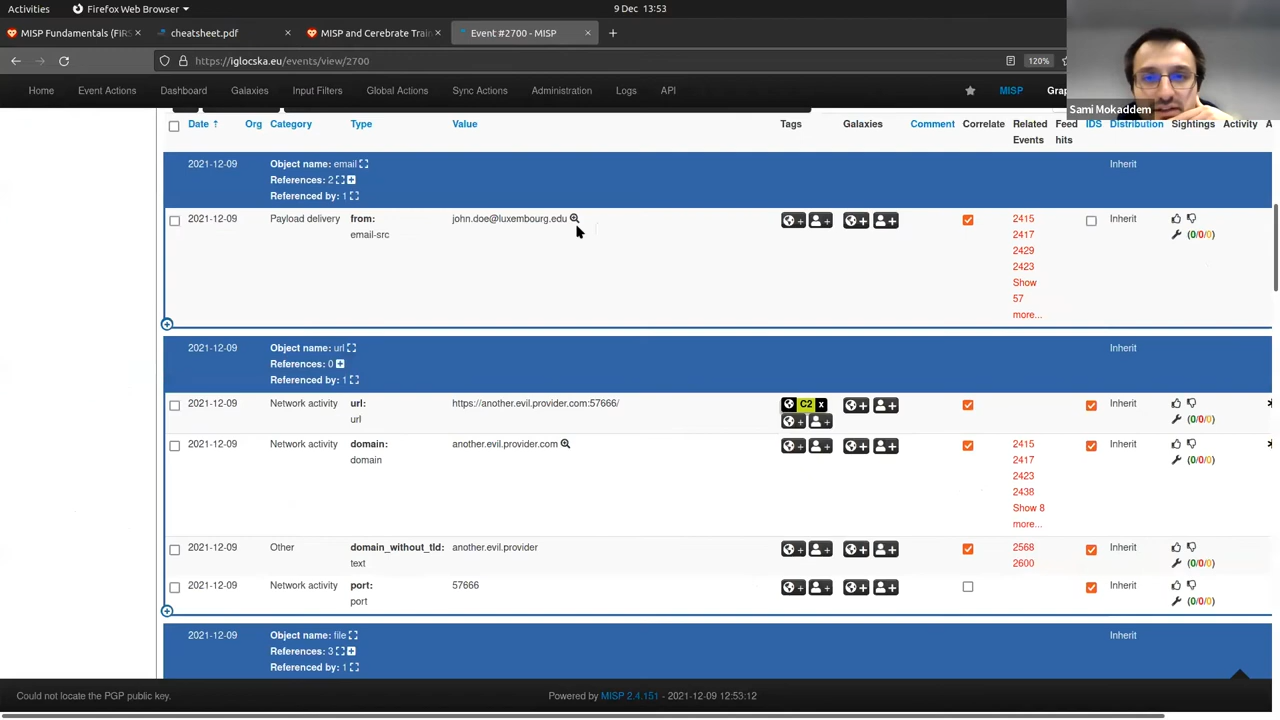 Activities Firefox Web Browser 9 Dec 13:53
MISP Fundamentals (FIRS cheatsheet.pdf MISP and Cerebrate Train Event #2700 - MISP
https://iglocska.eu/events/view/2700 120%
Sami Mokaddem
Home Event Actions Dashboard Galaxies Input Filters Global Actions Sync Actions Administration Logs API MISP Grap
Date Org Category Type Value Tags Galaxies Comment Correlate Related Events Feed hits IDS Distribution Sightings Activity A
2021-12-09 Object name: email Inherit
References: 2
Referenced by: 1
2021-12-09 Payload delivery from: john.doe@luxembourg.edu 2415 Inherit
email-src 2417 (0/0/0)
2429
2423
Show
57
more...
2021-12-09 Object name: url Inherit
References: 0
Referenced by: 1
2021-12-09 Network activity url: https://another.evil.provider.com:57666/ C2 x Inherit
url (0/0/0)
2021-12-09 Network activity domain: another.evil.provider.com 2415 Inherit
domain 2417 (0/0/0)
2423
2438
Show 8
more...
2021-12-09 Other domain_without_tld: another.evil.provider 2568 Inherit
text 2600 (0/0/0)
2021-12-09 Network activity port: 57666 Inherit
port (0/0/0)
2021-12-09 Object name: file Inherit
References: 3
Referenced by: 1
Could not locate the PGP public key. Powered by MISP 2.4.151 - 2021-12-09 12:53:12